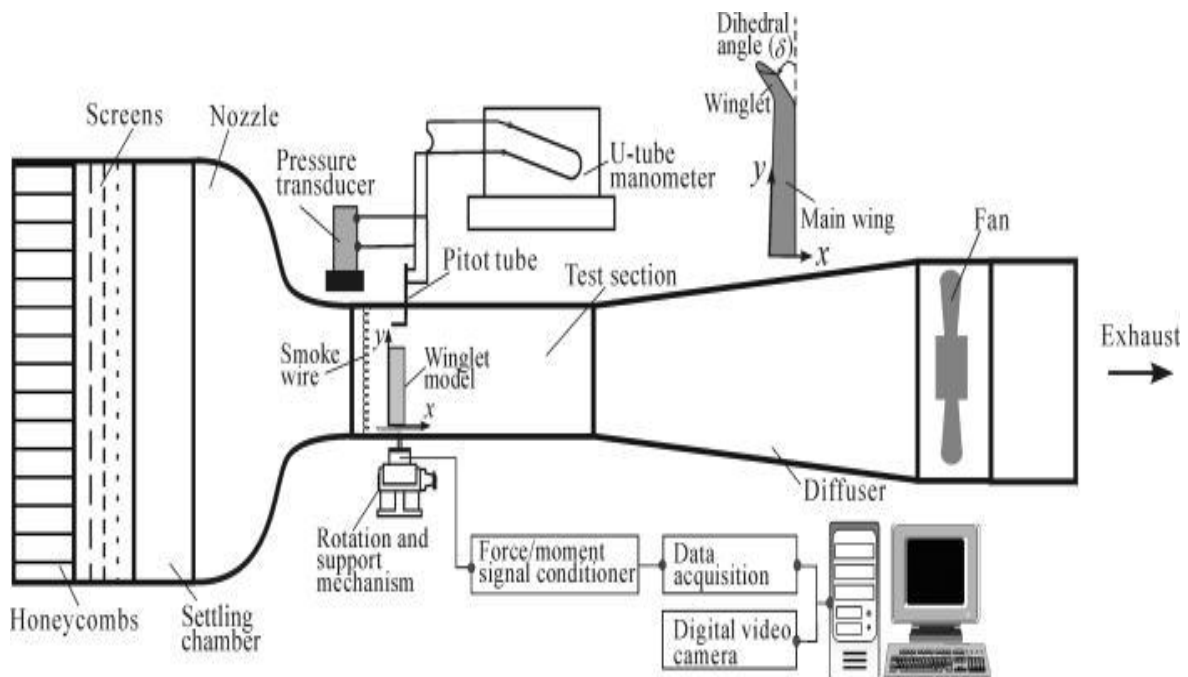 Dihedral
angle (δ)
Winglet
Screens
Nozzle
Pressure
transducer
U-tube
manometer
y
Main wing
x
Fan
Pitot tube
Test section
Exhaust
Smoke
wire
y
Winglet
model
x
Diffuser
Rotation and
support
mechanism
Force/moment
signal conditioner
Data
acquisition
Digital video
camera
Honeycombs
Settling
chamber